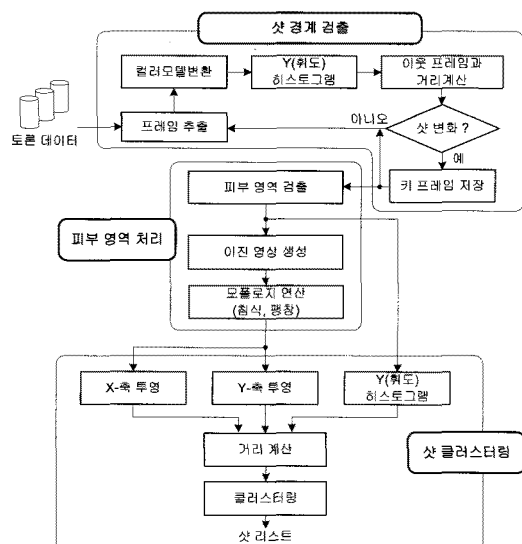 샷 경계 검출
컬러모델변환
Y(휘도)
히스토그램
이웃 프레임과
거리계산
토론 데이터
프레임 추출
아니오
샷 변화 ?
예
키 프레임 저장
피부 영역 검출
피부 영역 처리
이진 영상 생성
모폴로지 연산
(침식, 팽창)
X-축 투영
Y-축 투영
Y(휘도)
히스토그램
거리 계산
샷 클러스터링
클러스터링
샷 리스트